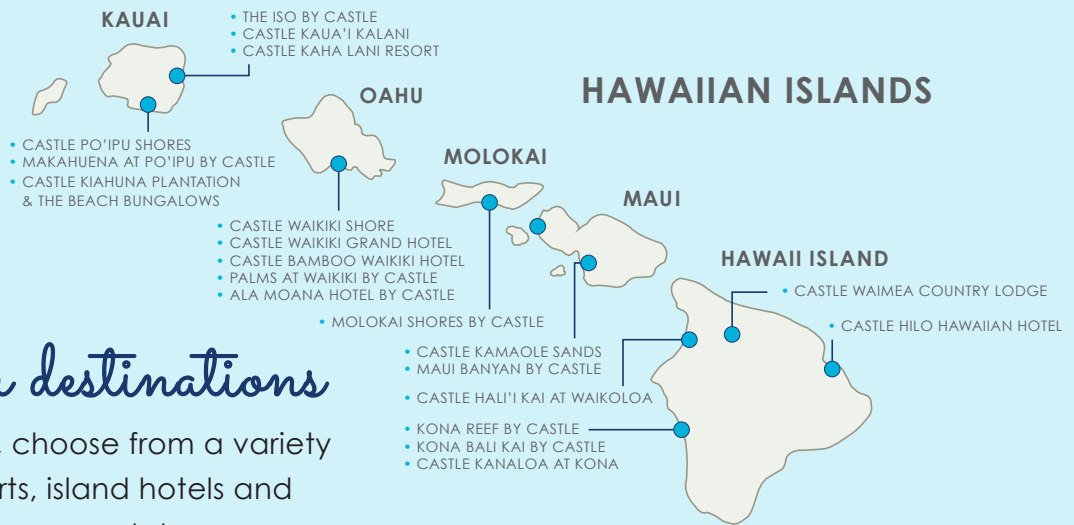 KAUAI
• THE ISO BY CASTLE
• CASTLE KAUA'I KALANI
• CASTLE KAHA LANI RESORT
HAWAIIAN ISLANDS
OAHU
• CASTLE PO'IPU SHORES
• MAKAHUENA AT PO'IPU BY CASTLE
• CASTLE KIAHUNA PLANTATION
& THE BEACH BUNGALOWS
MOLOKAI
MAUI
• CASTLE WAIKIKI SHORE
• CASTLE WAIKIKI GRAND HOTEL
• CASTLE BAMBOO WAIKIKI HOTEL
• PALMS AT WAIKIKI BY CASTLE
• ALA MOANA HOTEL BY CASTLE
HAWAII ISLAND
• CASTLE WAIMEA COUNTRY LODGE
• CASTLE HILO HAWAIIAN HOTEL
• MOLOKAI SHORES BY CASTLE
• CASTLE KAMAOLE SANDS
• MAUI BANYAN BY CASTLE
• CASTLE HALI'I KAI AT WAIKOLOA
• KONA REEF BY CASTLE
• KONA BALI KAI BY CASTLE
• CASTLE KANALOA AT KONA
destinations
choose from a variety
island hotels and